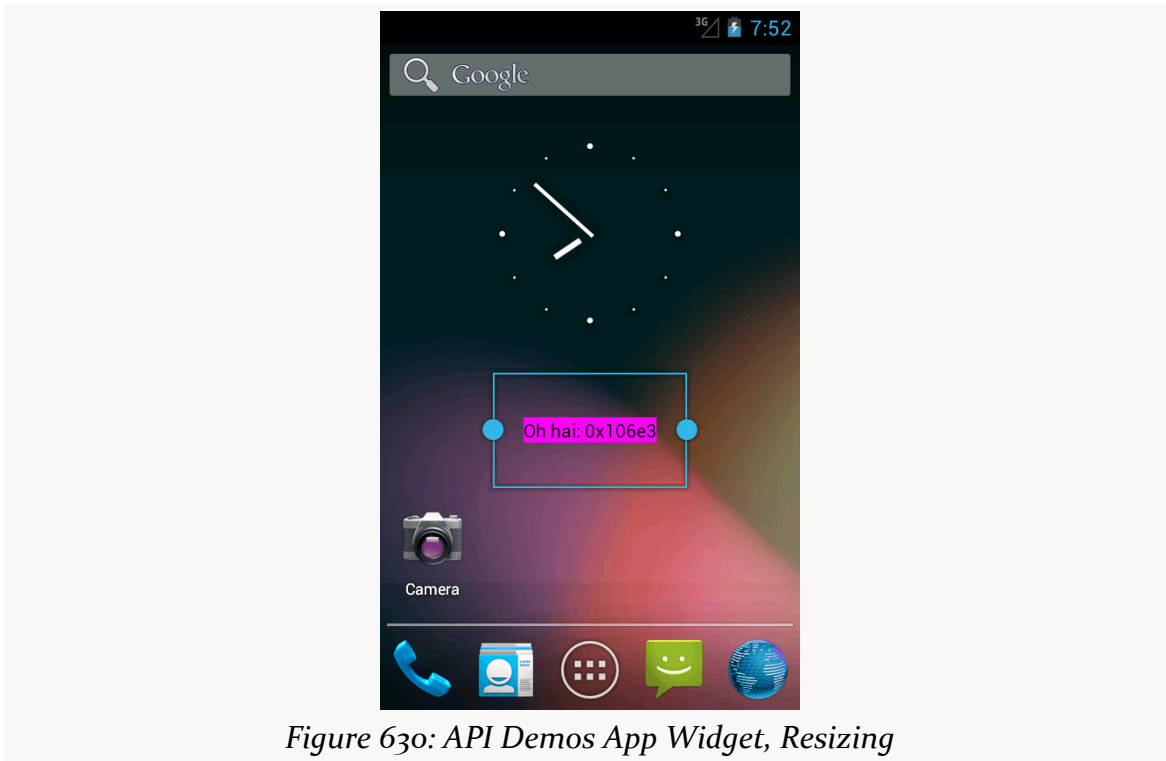 3G 7:52
Google
Oh hai: 0x106e3
Camera
Figure 630: API Demos App Widget, Resizing